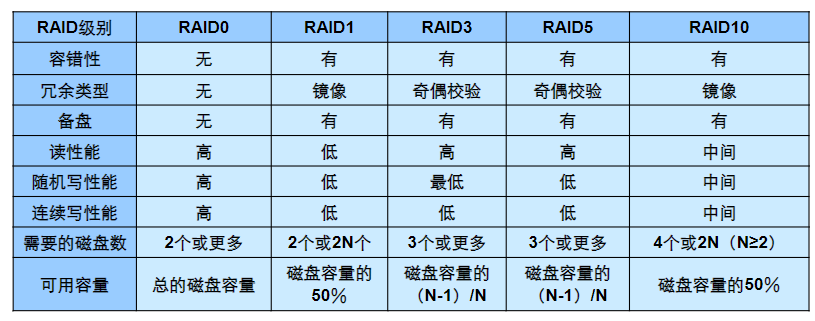 RAID级别 RAID0 RAID1 RAID3 RAID5 RAID10
容错性 无 有 有 有 有
冗余类型 无 镜像 奇偶校验 奇偶校验 镜像
备盘 无 有 有 有 有
读性能 高 低 高 高 中间
随机写性能 高 低 最低 低 中间
连续写性能 高 低 低 低 中间
需要的磁盘数 2个或更多 2个或2N个 3个或更多 3个或更多 4个或2N（N≥2）
可用容量 总的磁盘容量 磁盘容量的 磁盘容量的 磁盘容量的 磁盘容量的50%
50% （N-1）/N （N-1）/N